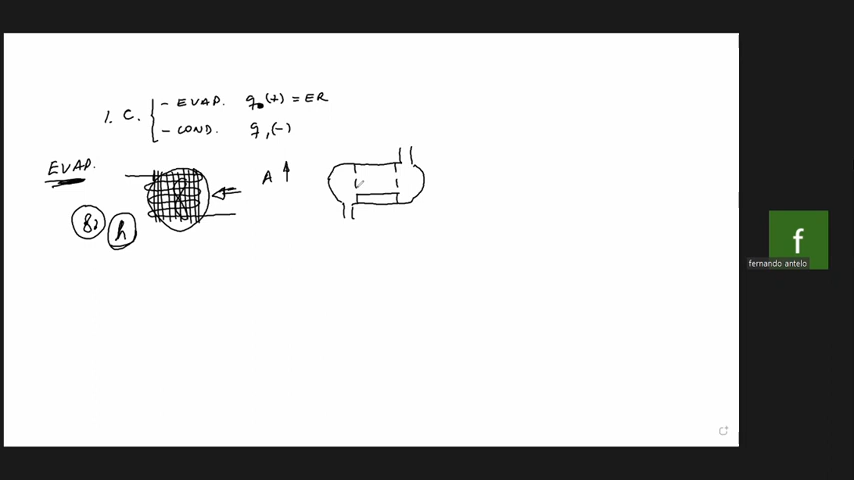 I.C. - EVAP. q₀(+) = ER
- COND. q₁(-)
EVAP.
A ↑
h
f
fernando antelo